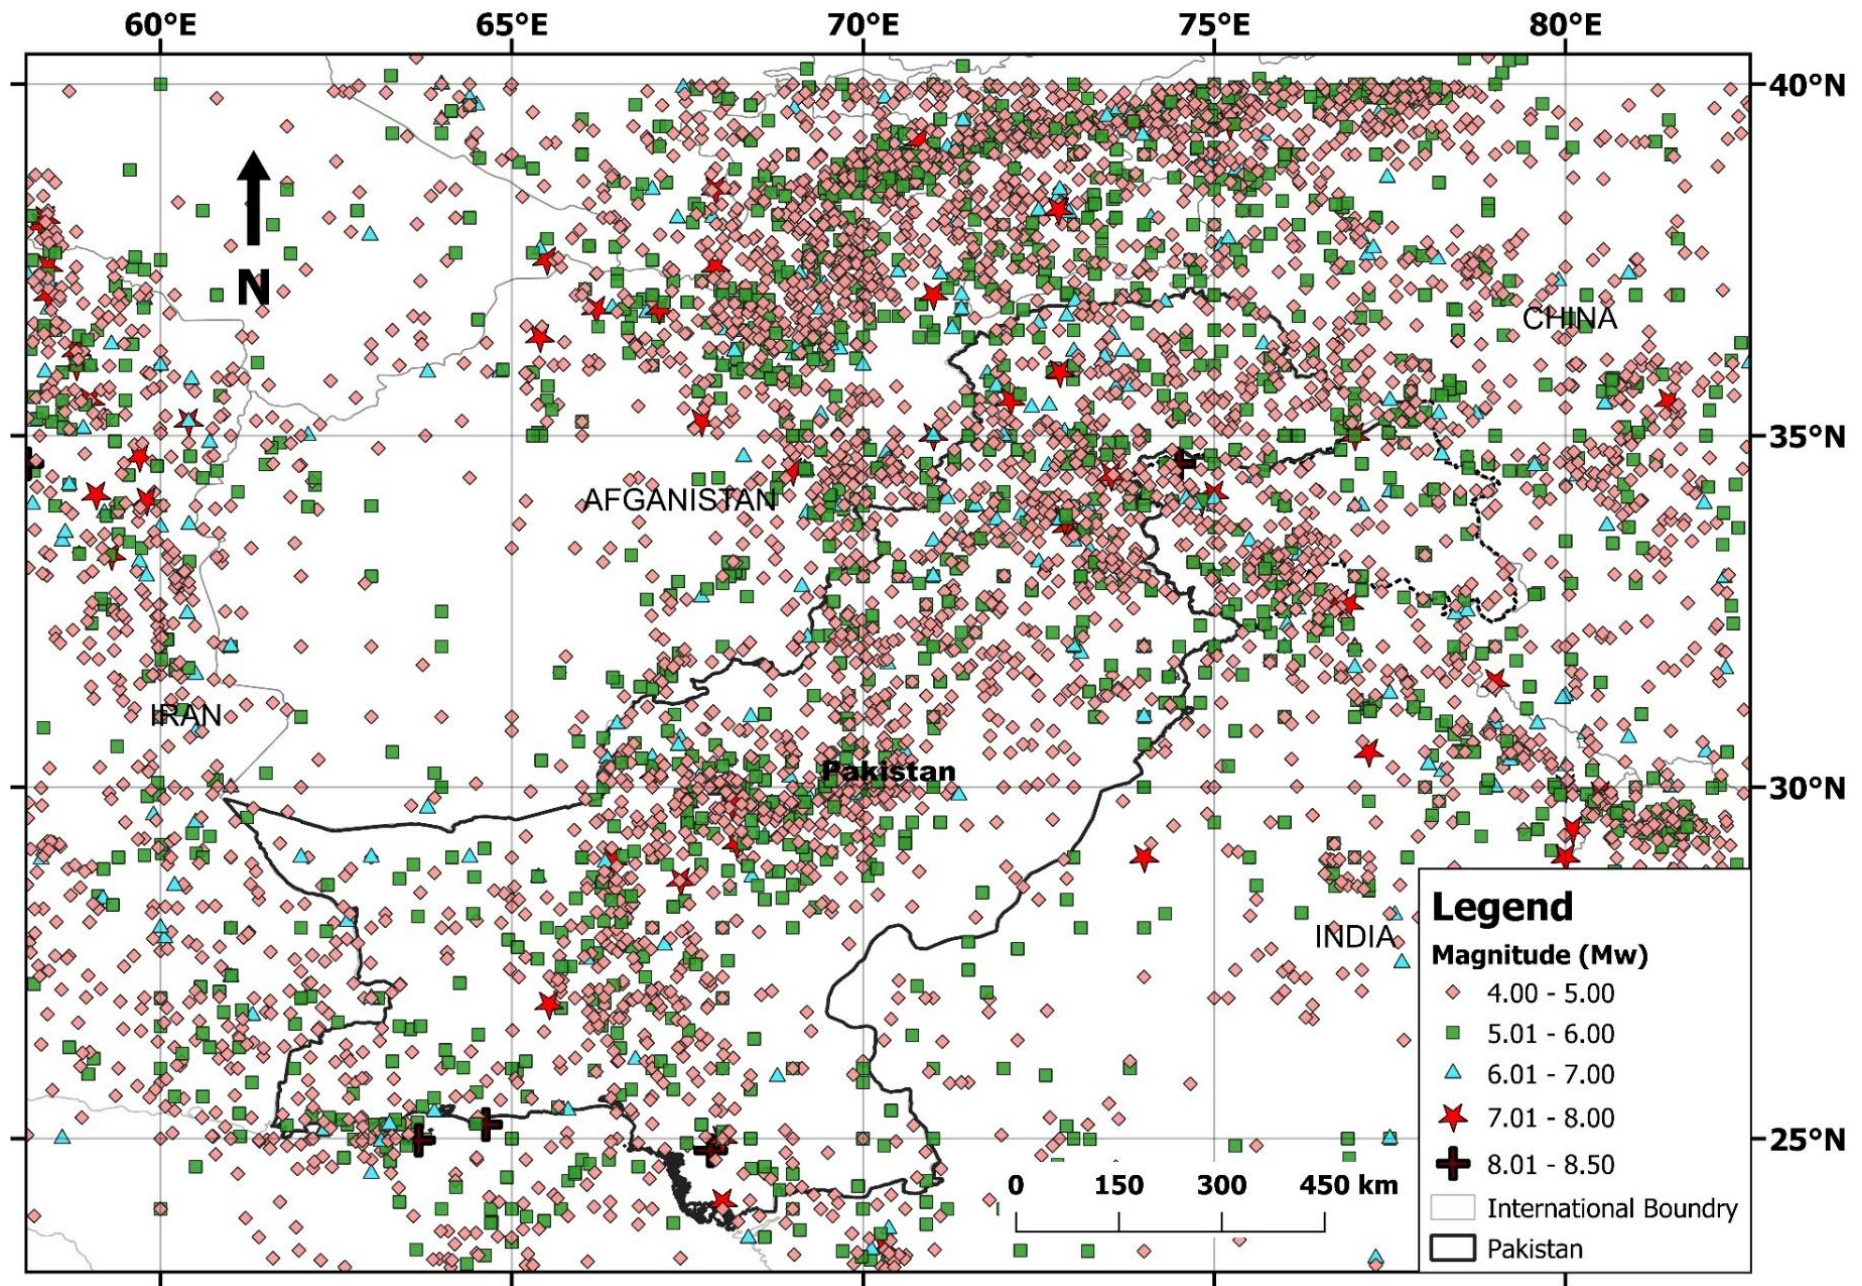 60°E 65°E 70°E 75°E 80°E
40°N
N
CHINA
35°N
AFGANISTAN
IRAN
Pakistan
30°N
INDIA
25°N
0 150 300 450 km
Legend
Magnitude (Mw)
4.00 - 5.00
5.01 - 6.00
6.01 - 7.00
7.01 - 8.00
8.01 - 8.50
International Boundry
Pakistan